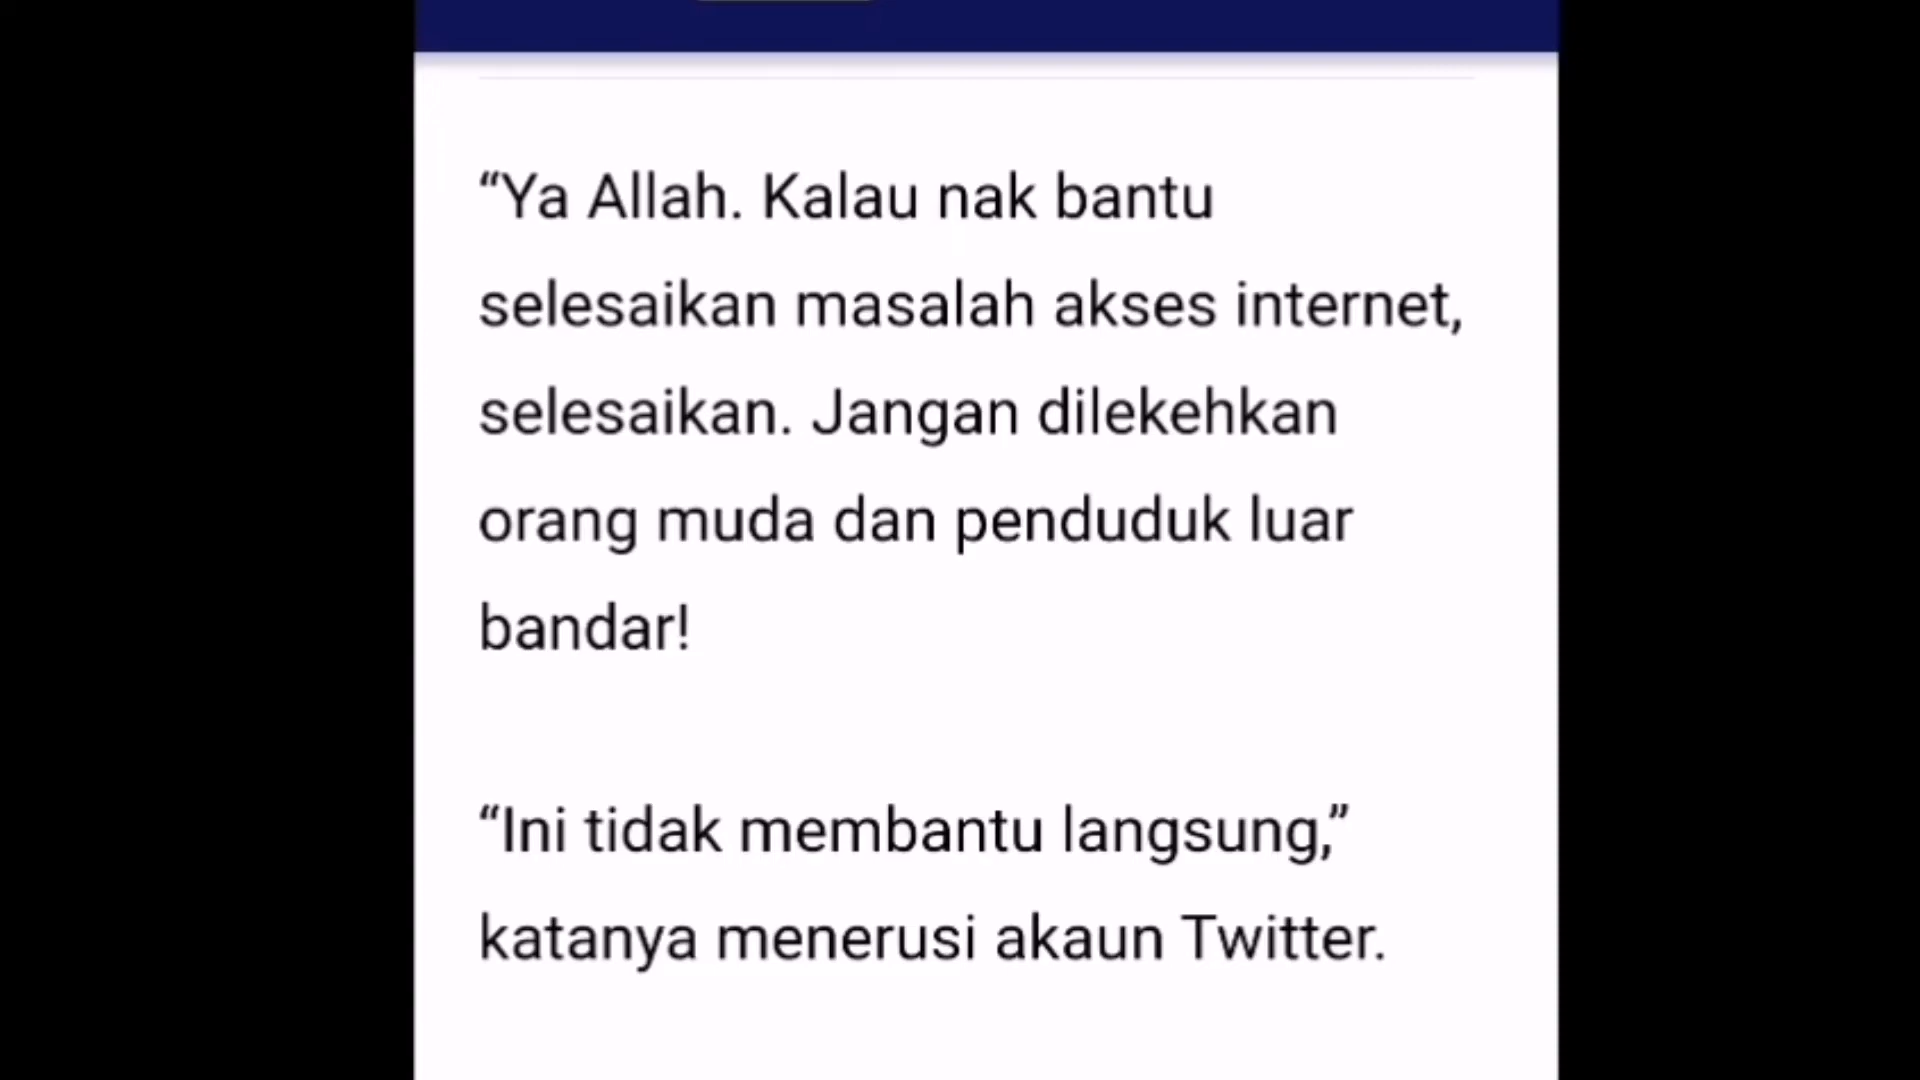 “Ya Allah. Kalau nak bantu
selesaikan masalah akses internet,
selesaikan. Jangan dilekehkan
orang muda dan penduduk luar
bandar!
“Ini tidak membantu langsung,”
katanya menerusi akaun Twitter.